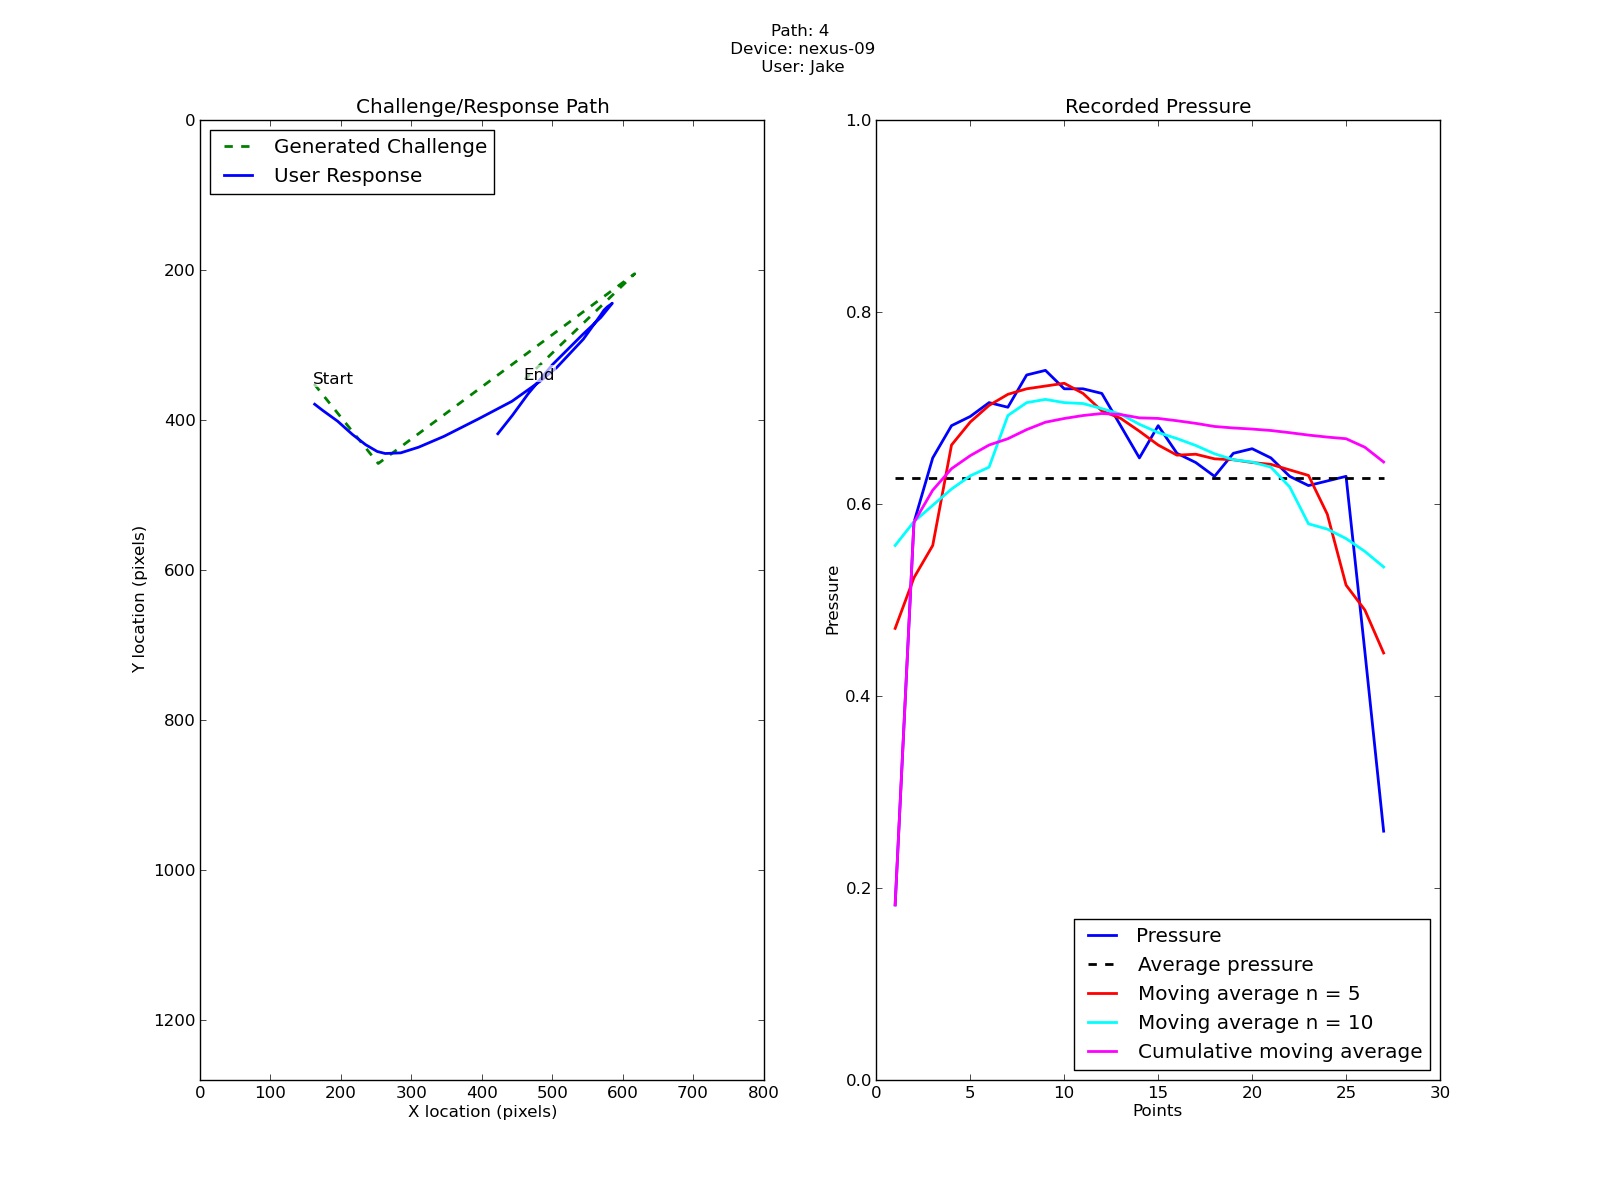 Path: 4
Device: nexus-09
User: Jake
Challenge/Response Path
Generated Challenge
User Response
Start
End
0
200
400
600
800
1000
1200
Y location (pixels)
0 100 200 300 400 500 600 700 800
X location (pixels)
Recorded Pressure
1.0
0.8
0.6
0.4
0.2
0.0
Pressure
Pressure
Average pressure
Moving average n = 5
Moving average n = 10
Cumulative moving average
0 5 10 15 20 25 30
Points